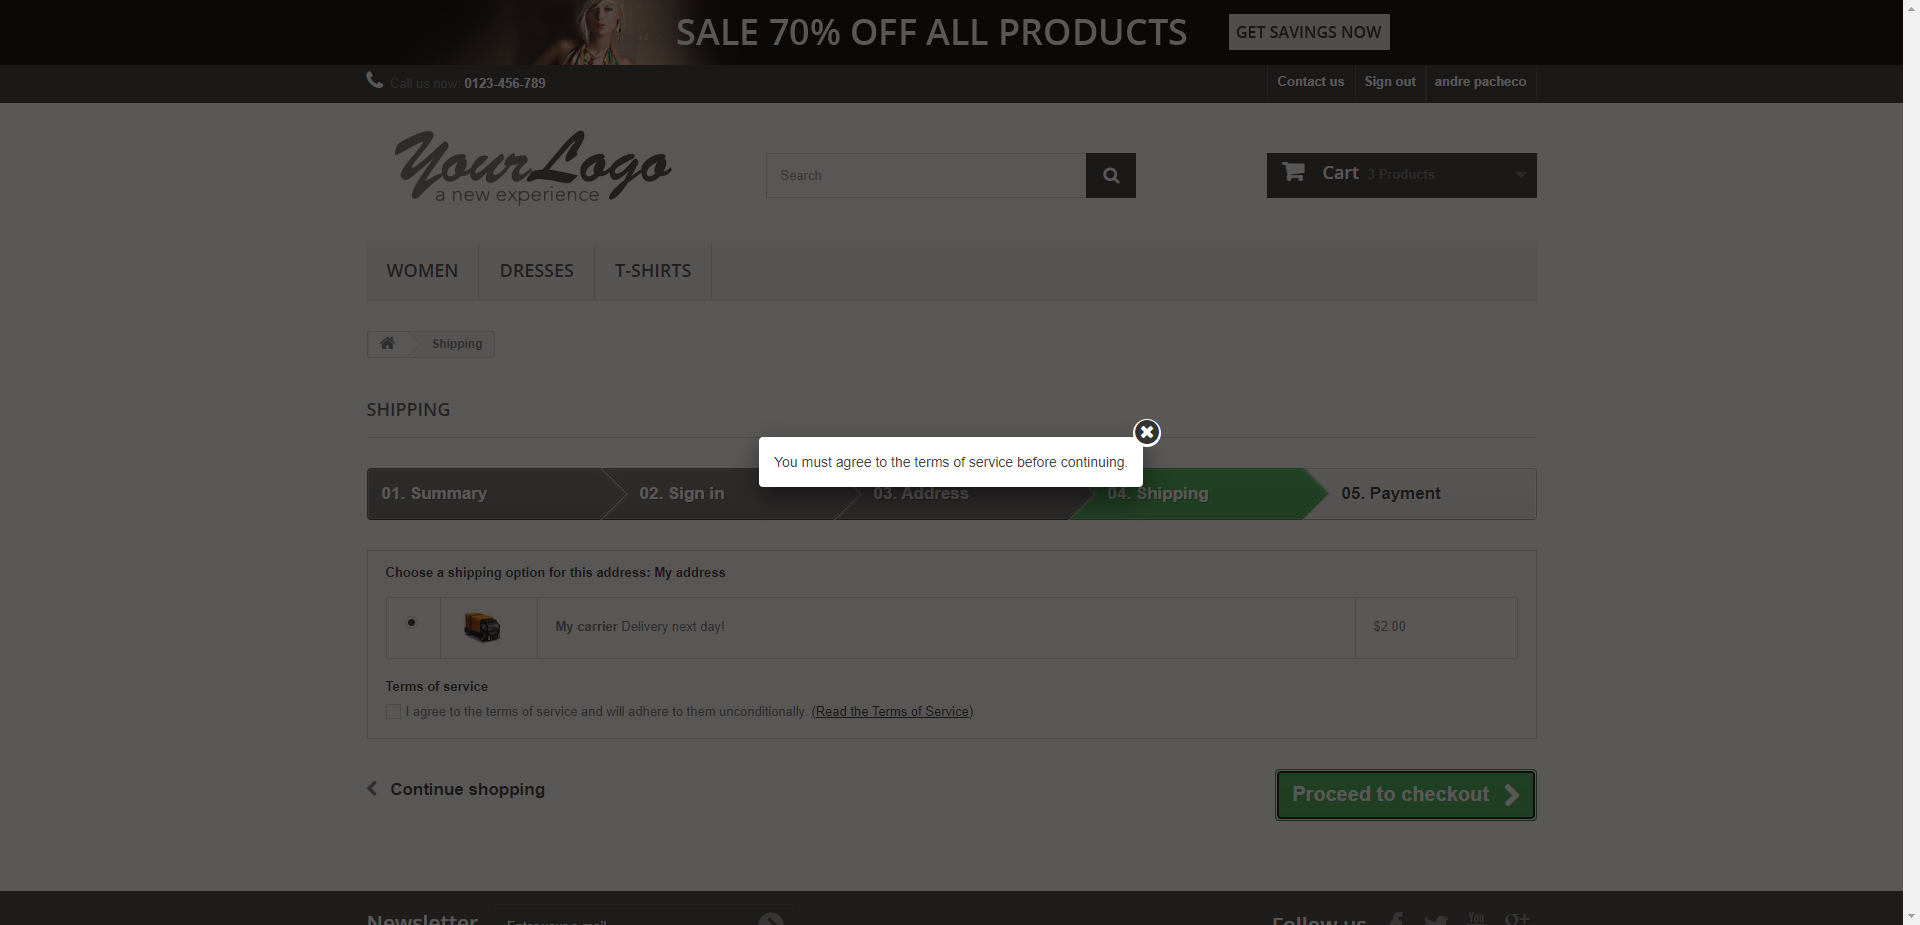 SALE 70% OFF ALL PRODUCTS
GET SAVINGS NOW
Call us now: 0123-456-789
Contact us
Sign out
andre pacheco
YourLogo
a new experience
Search
Cart 3 Products
WOMEN
DRESSES
T-SHIRTS
Shipping
SHIPPING
You must agree to the terms of service before continuing.
01. Summary
02. Sign in
03. Address
04. Shipping
05. Payment
Choose a shipping option for this address: My address
My carrier Delivery next day!
$2.00
Terms of service
I agree to the terms of service and will adhere to them unconditionally. (Read the Terms of Service)
Continue shopping
Proceed to checkout
Newsletter
Follow us
You
g+